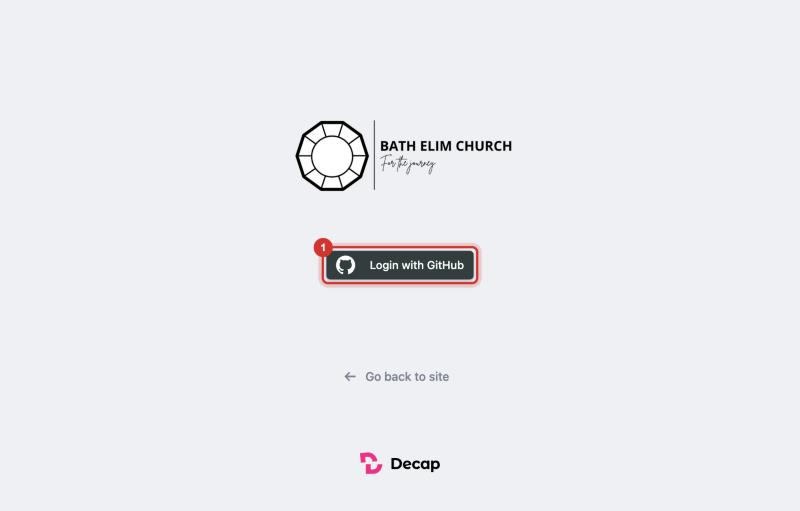 BATH ELIM CHURCH
For the journey
1
Login with GitHub
Go back to site
Decap